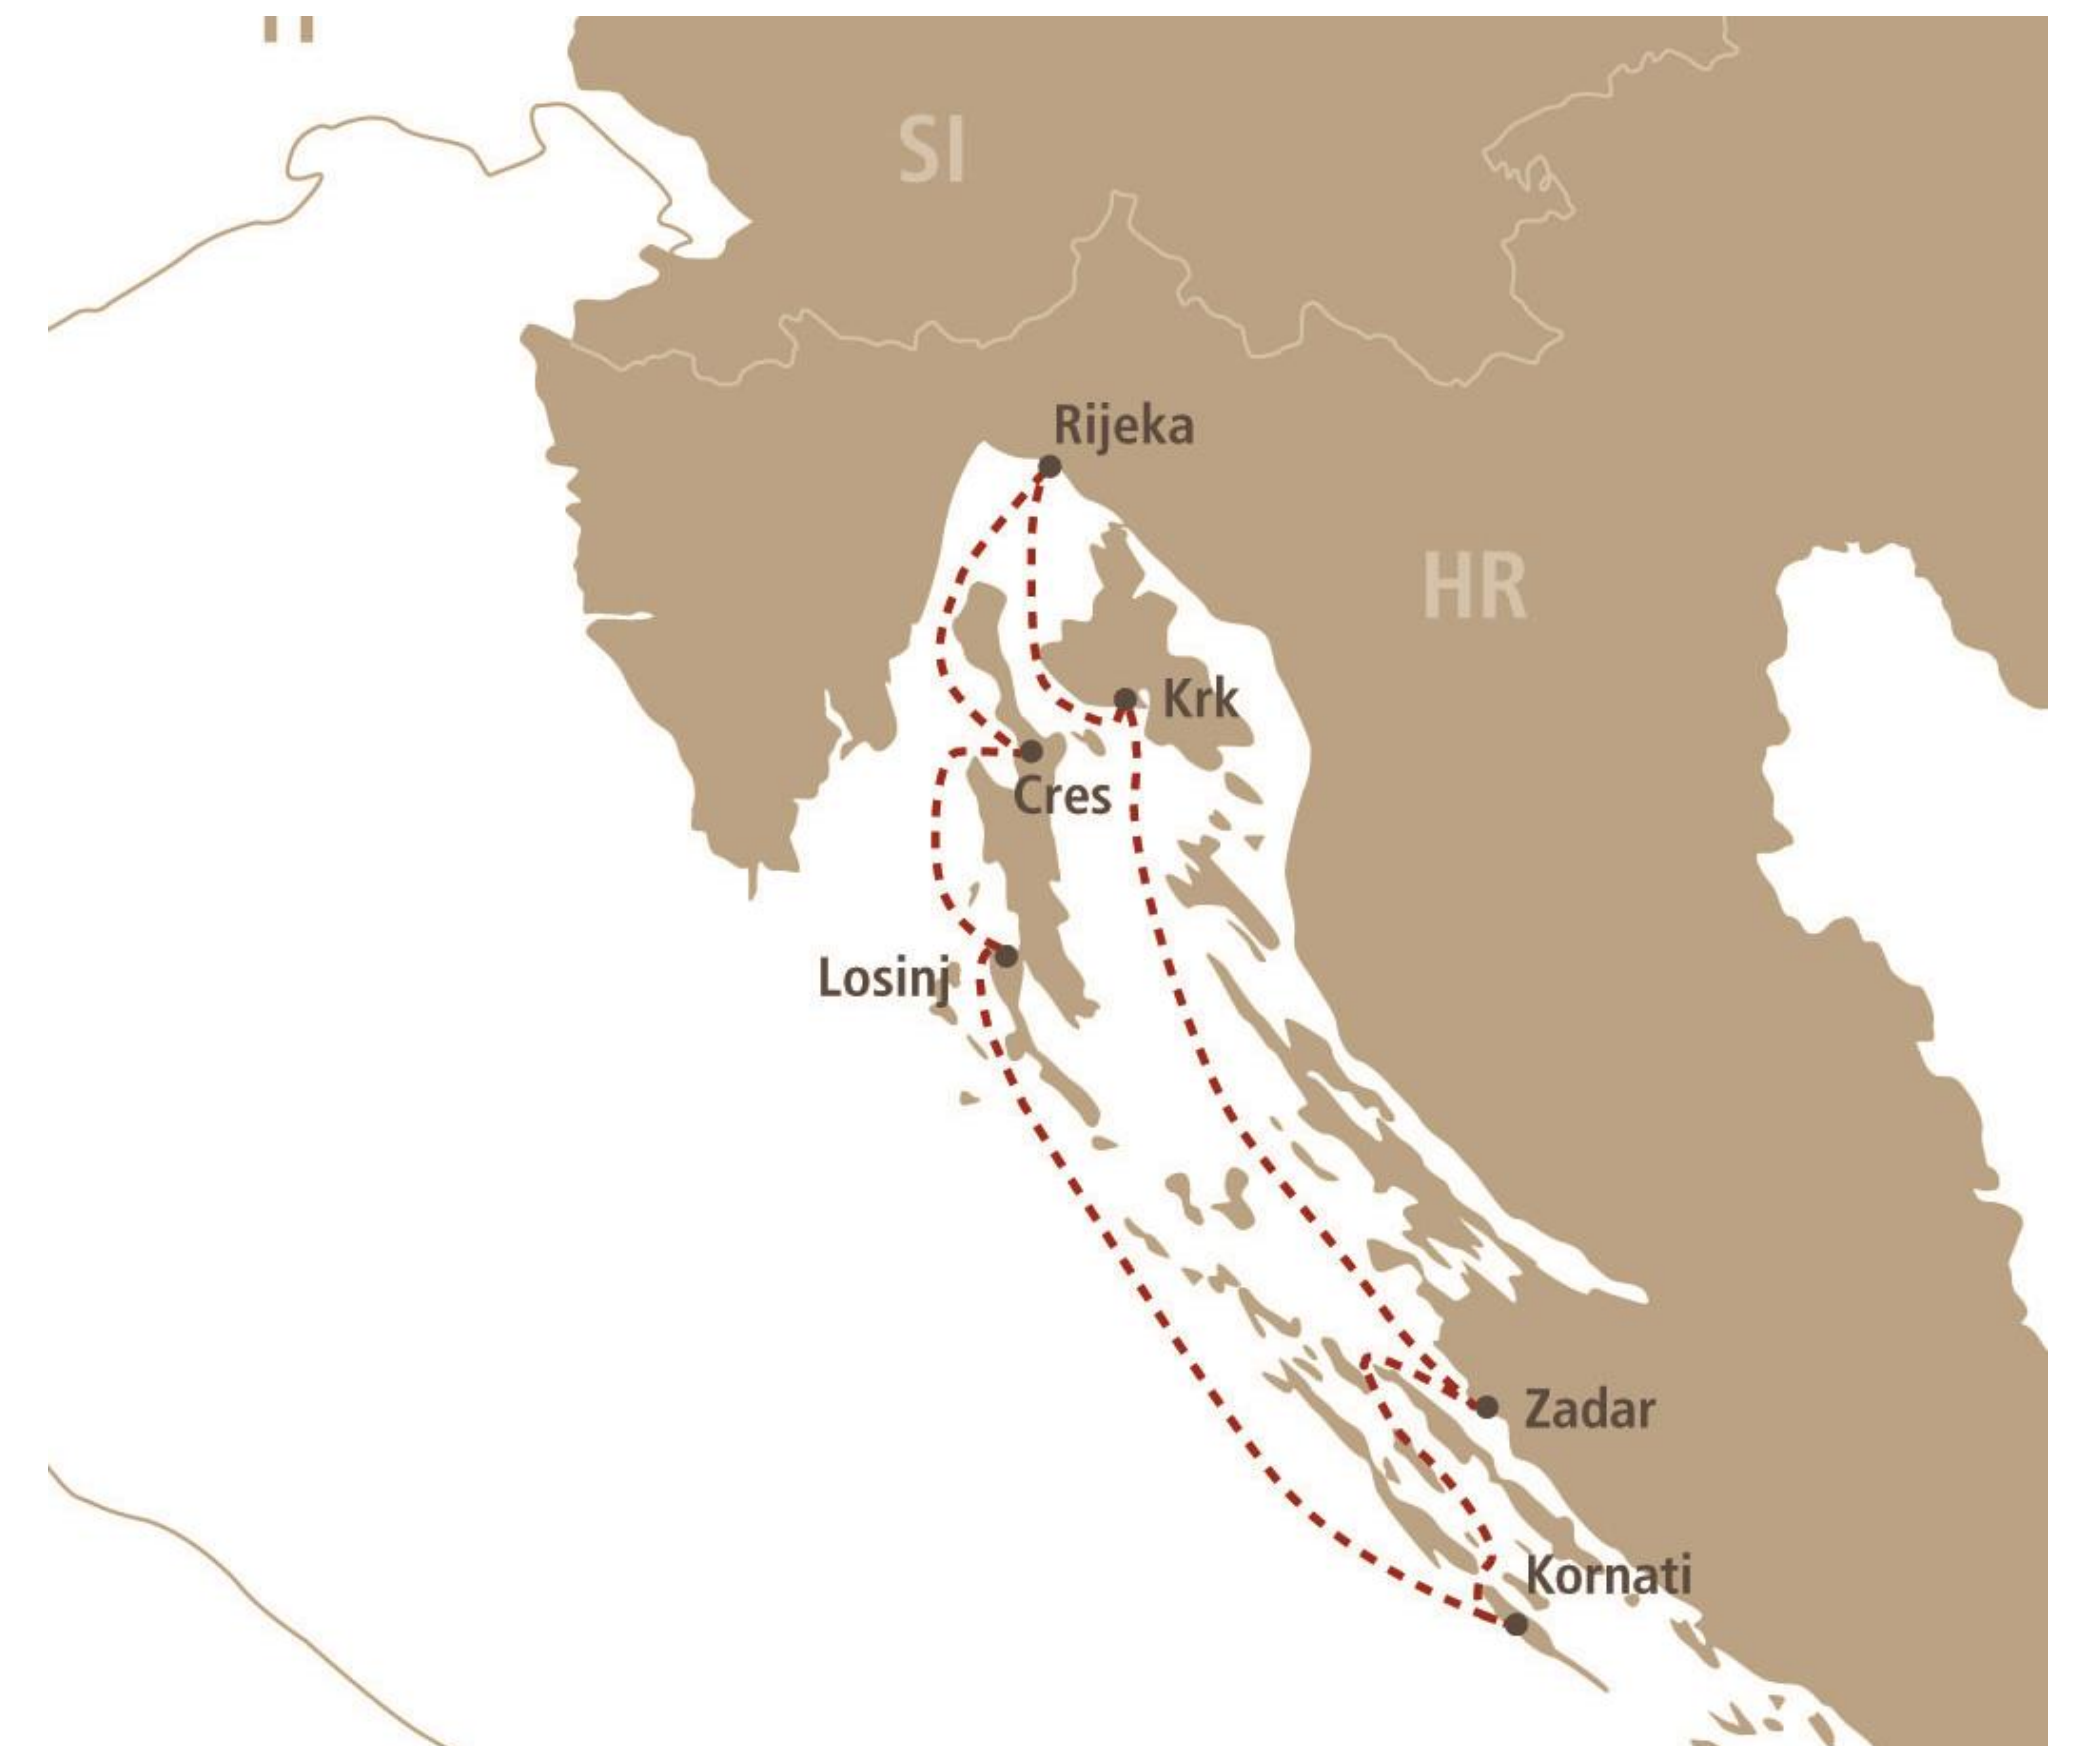 SI
Rijeka
HR
Krk
Cres
Losinj
Zadar
Kornati